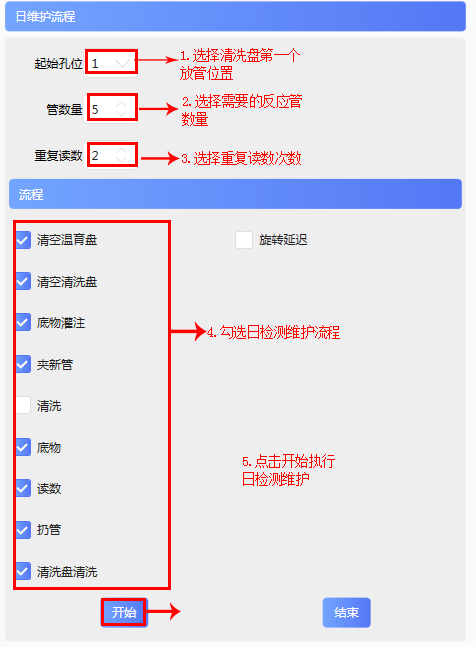 日维护流程
起始孔位 1
1.选择清洗盘第一个
放管位置
管数量 5
2.选择需要的反应管
数量
重复读数 2
3.选择重复读数次数
流程
清空温育盘
旋转延迟
清空清洗盘
底物灌注
4.勾选日检测维护流程
夹新管
清洗
底物
5.点击开始执行
日检测维护
读数
扔管
清洗盘清洗
开始
结束